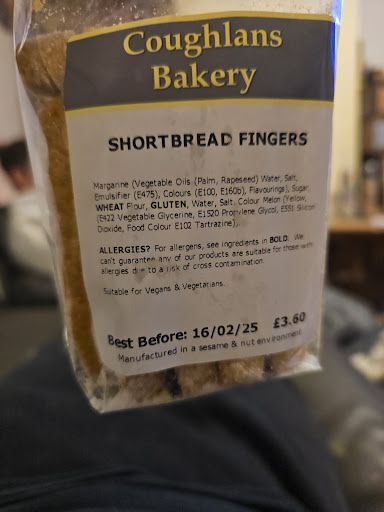 Coughlans
Bakery
SHORTBREAD FINGERS
Margarine (Vegetable Oils (Palm, Rapeseed) Water, Salt,
Emulsifier (E475), Colours (E100, E160b), Flavourings), Sugar,
WHEAT Flour, GLUTEN, Water, Salt. Colour Melon (Yellow,
(E422 Vegetable Glycerine, E1520 Propylene Glycol, E551 Silicon
Dioxide, Food Colour E102 Tartrazine),
ALLERGIES? For allergens, see ingredients in BOLD. We
can't guarantee any of our products are suitable for those with
allergies due to a risk of cross contamination.
Suitable for Vegans & Vegetarians.
Best Before: 16/02/25 £3.60
Manufactured in a sesame & nut environment